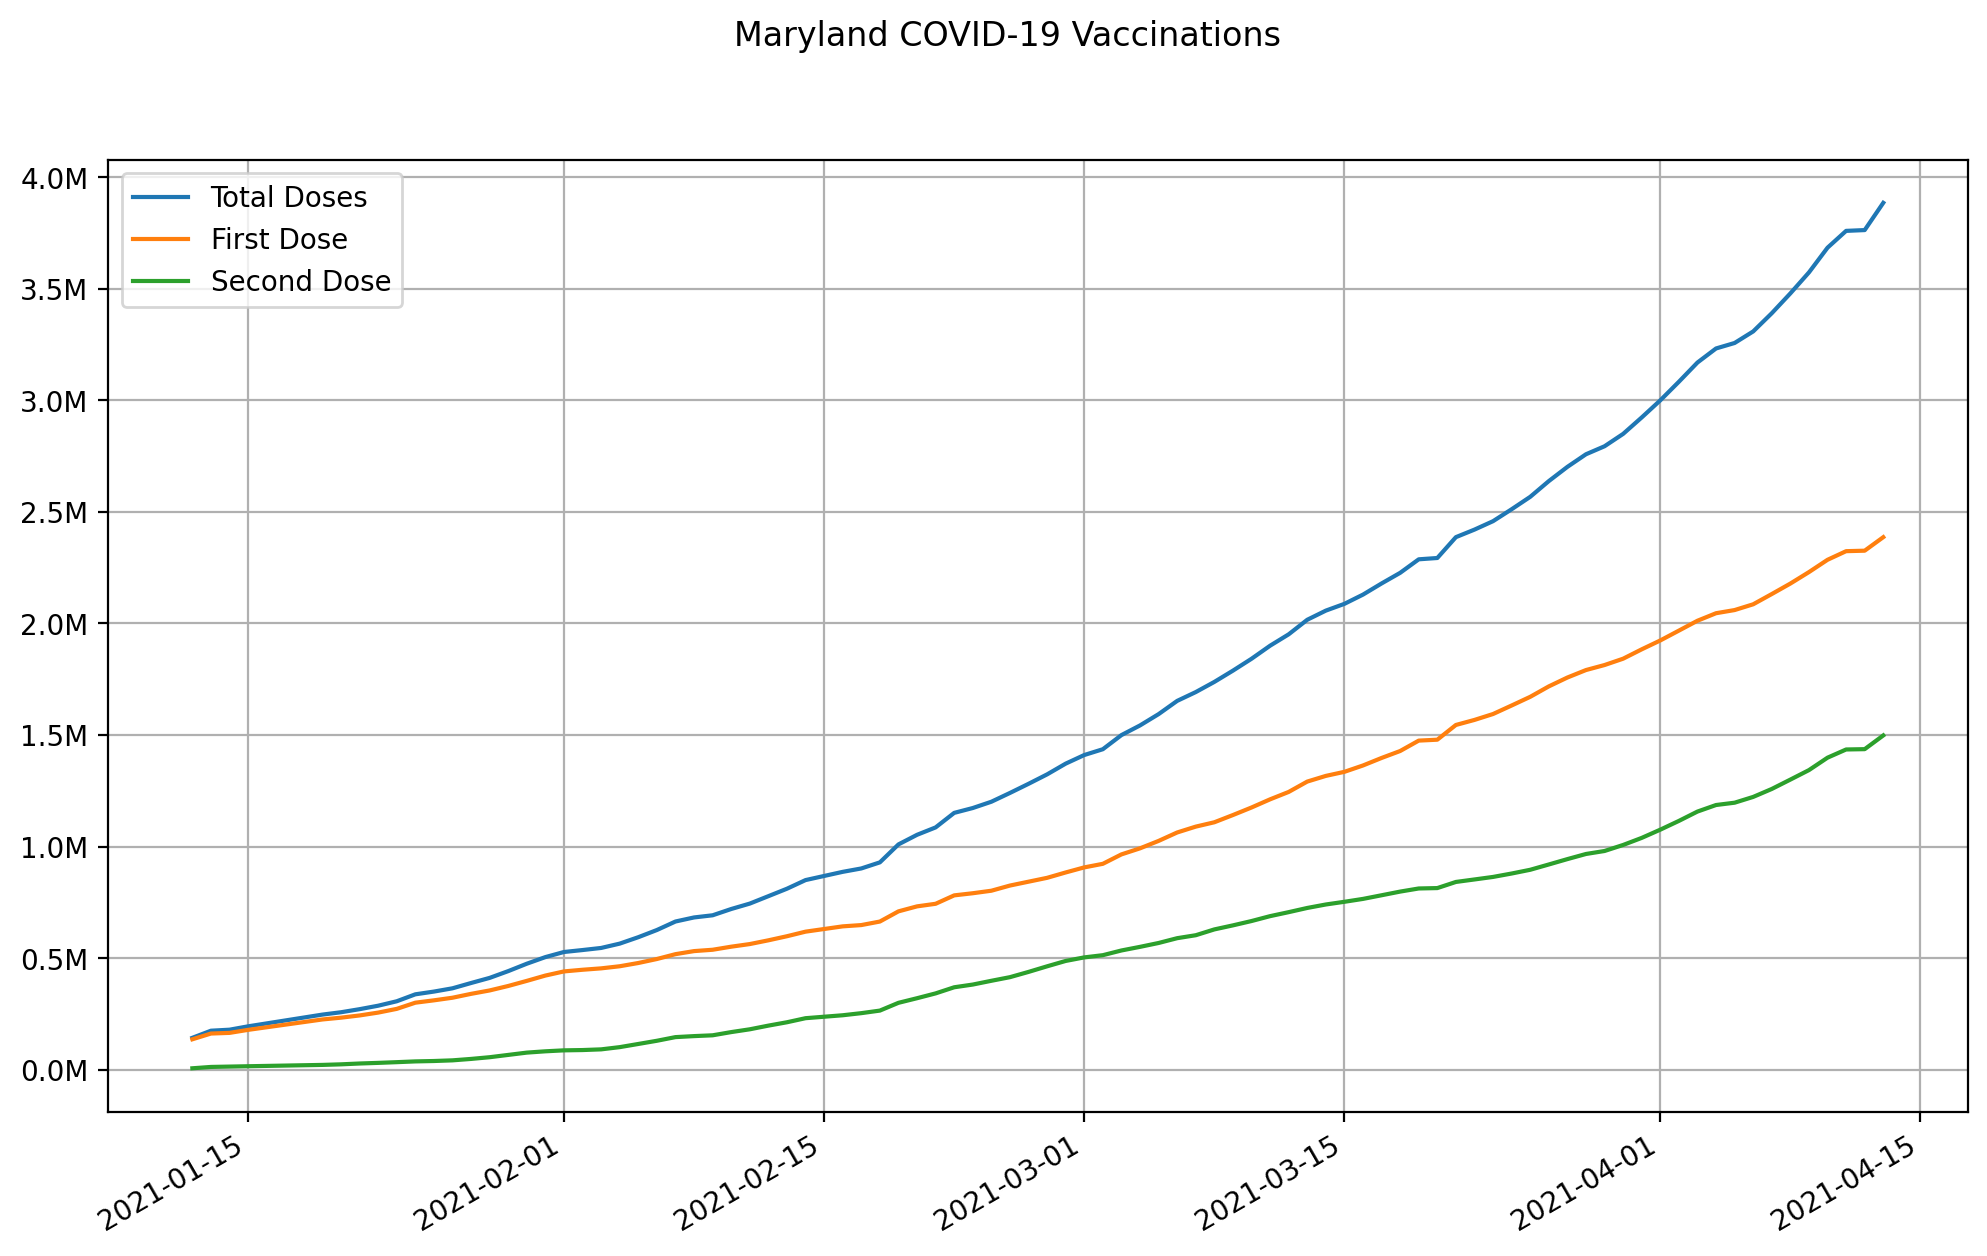 Maryland COVID-19 Vaccinations
4.0M
3.5M
3.0M
2.5M
2.0M
1.5M
1.0M
0.5M
0.0M
Total Doses
First Dose
Second Dose
2021-01-15
2021-02-01
2021-02-15
2021-03-01
2021-03-15
2021-04-01
2021-04-15